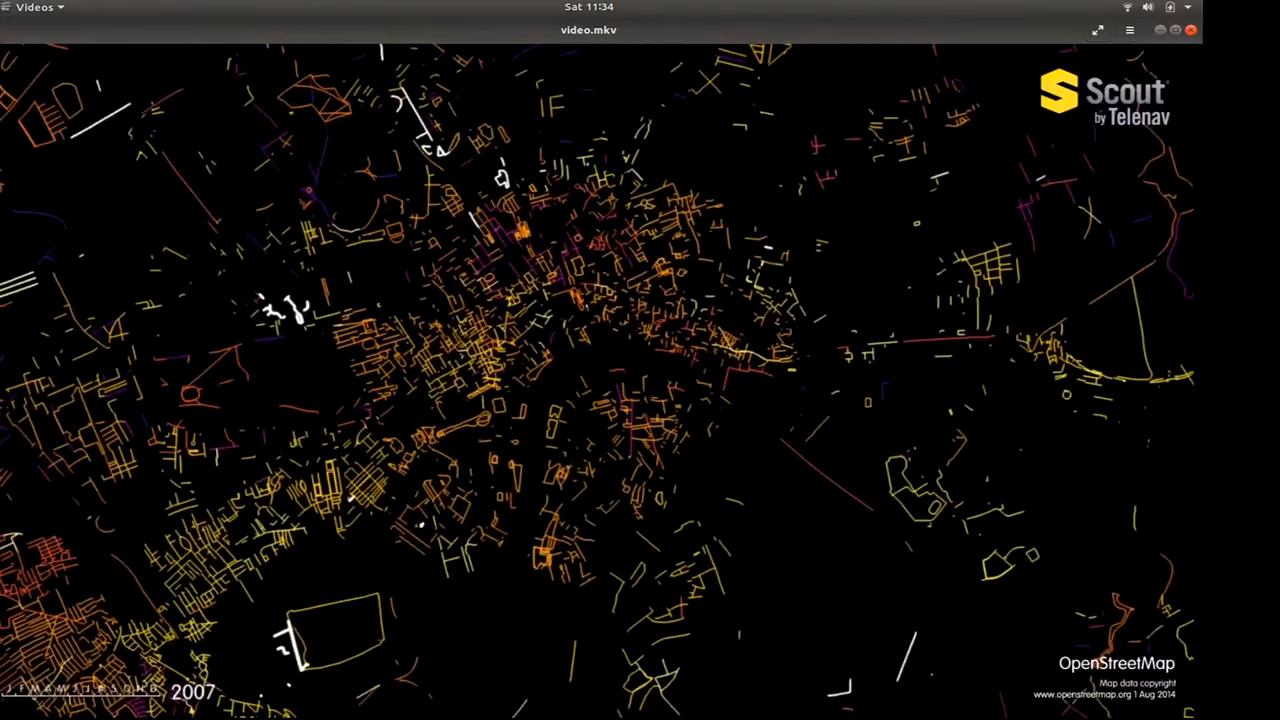 Videos
Sat 11:34
video.mkv
Scout
by Telenav
OpenStreetMap
Map data copyright
www.openstreetmap.org 1 Aug 2014
J F M A M J J A S O N D 2007